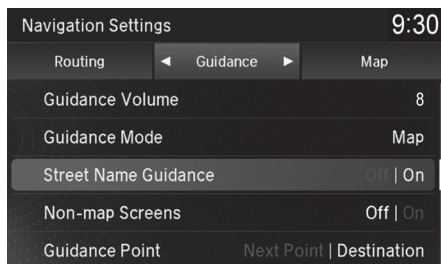 Navigation Settings 9:30
Routing ◄ Guidance ► Map
Guidance Volume 8
Guidance Mode Map
Street Name Guidance Off | On
Non-map Screens Off | On
Guidance Point Next Point | Destination